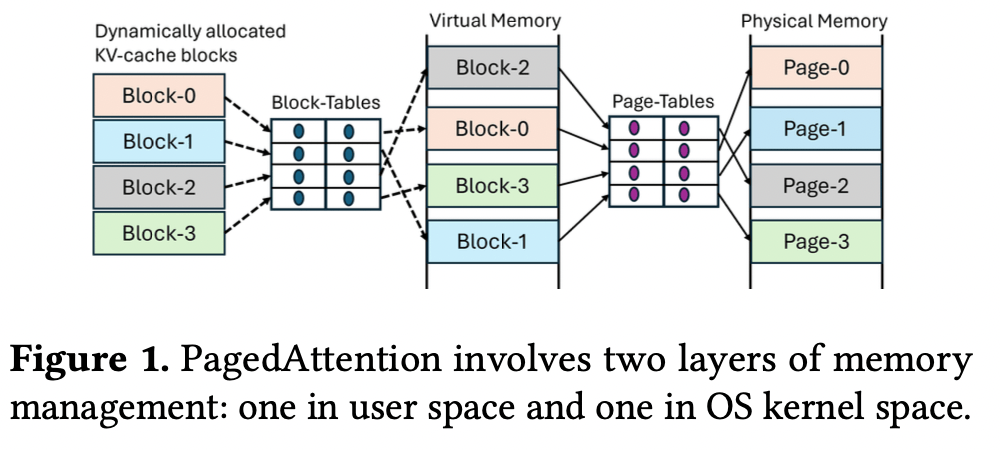 Dynamically allocated
KV-cache blocks
Block-0
Block-1
Block-2
Block-3
Block-Tables
Virtual Memory
Block-2
Block-0
Block-3
Block-1
Page-Tables
Physical Memory
Page-0
Page-1
Page-2
Page-3
Figure 1. PagedAttention involves two layers of memory
management: one in user space and one in OS kernel space.